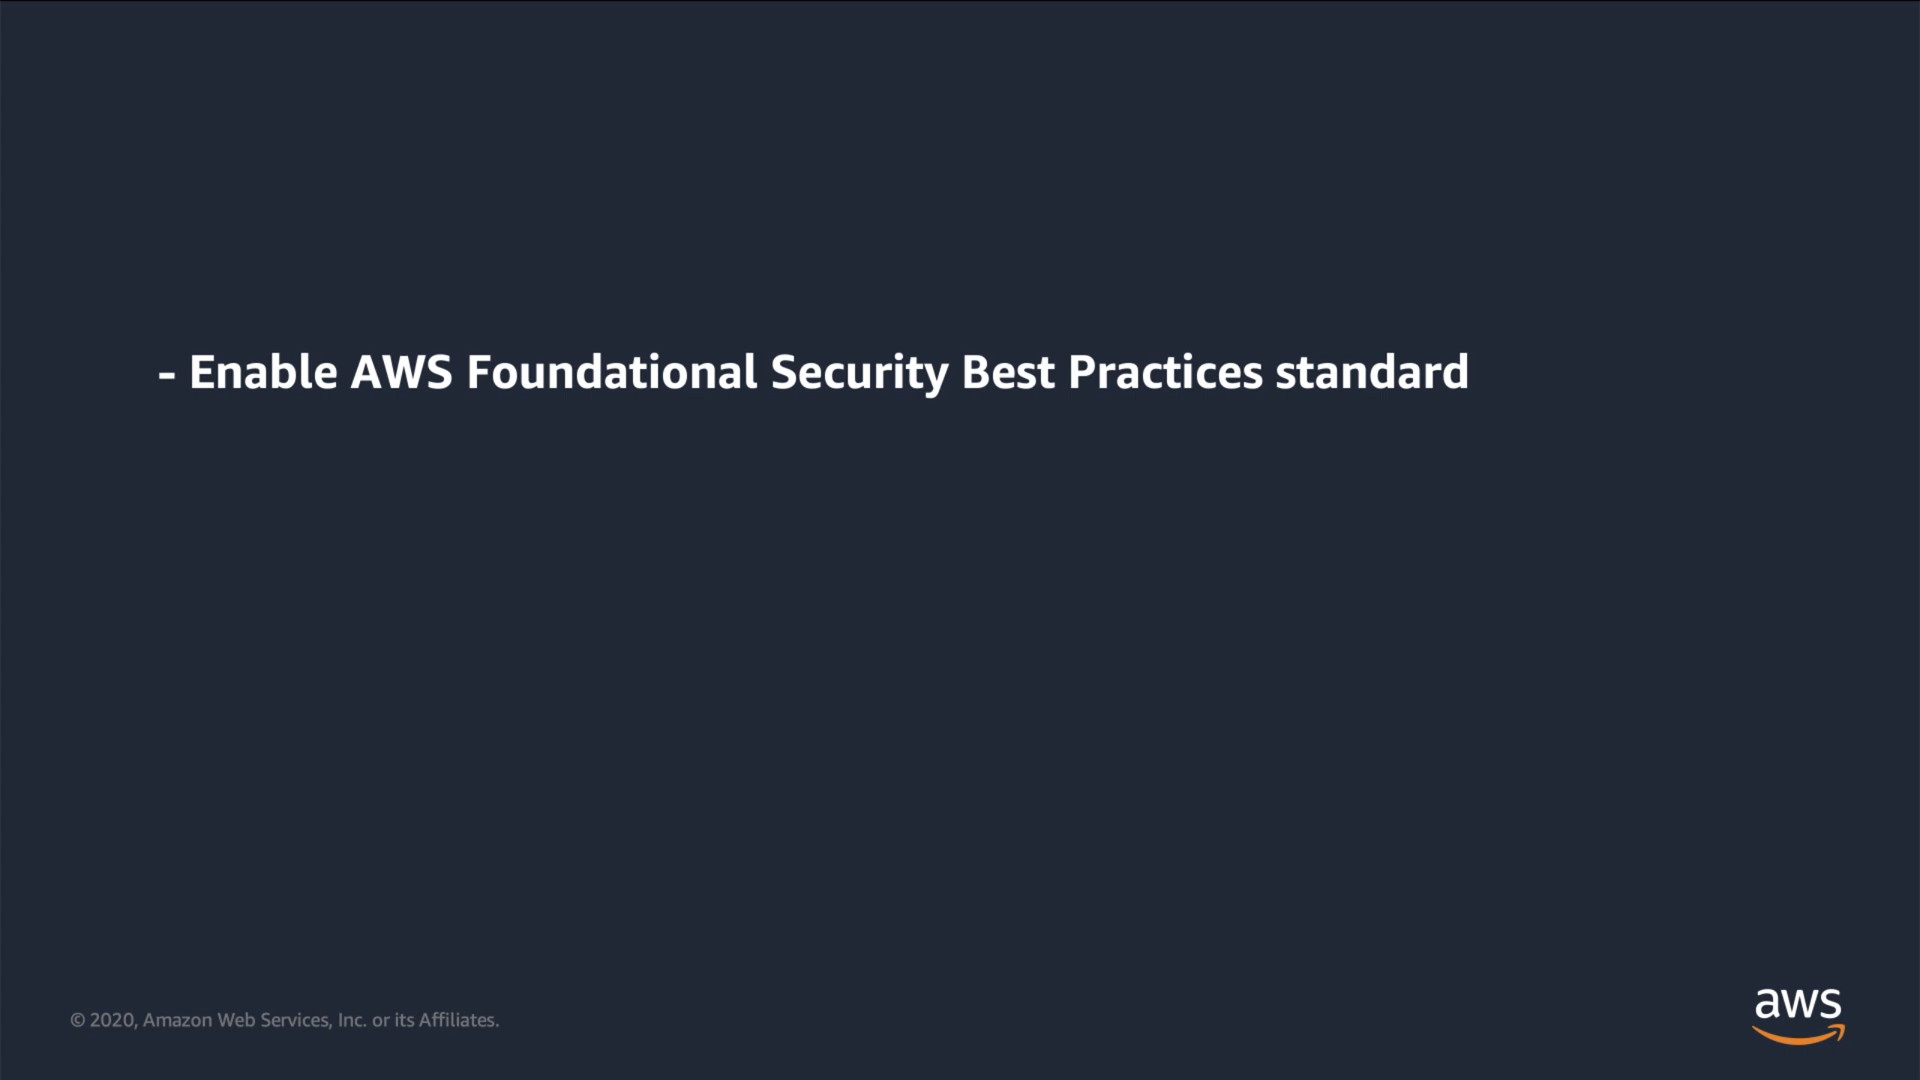 - Enable AWS Foundational Security Best Practices standard
© 2020, Amazon Web Services, Inc. or its Affiliates.
aws